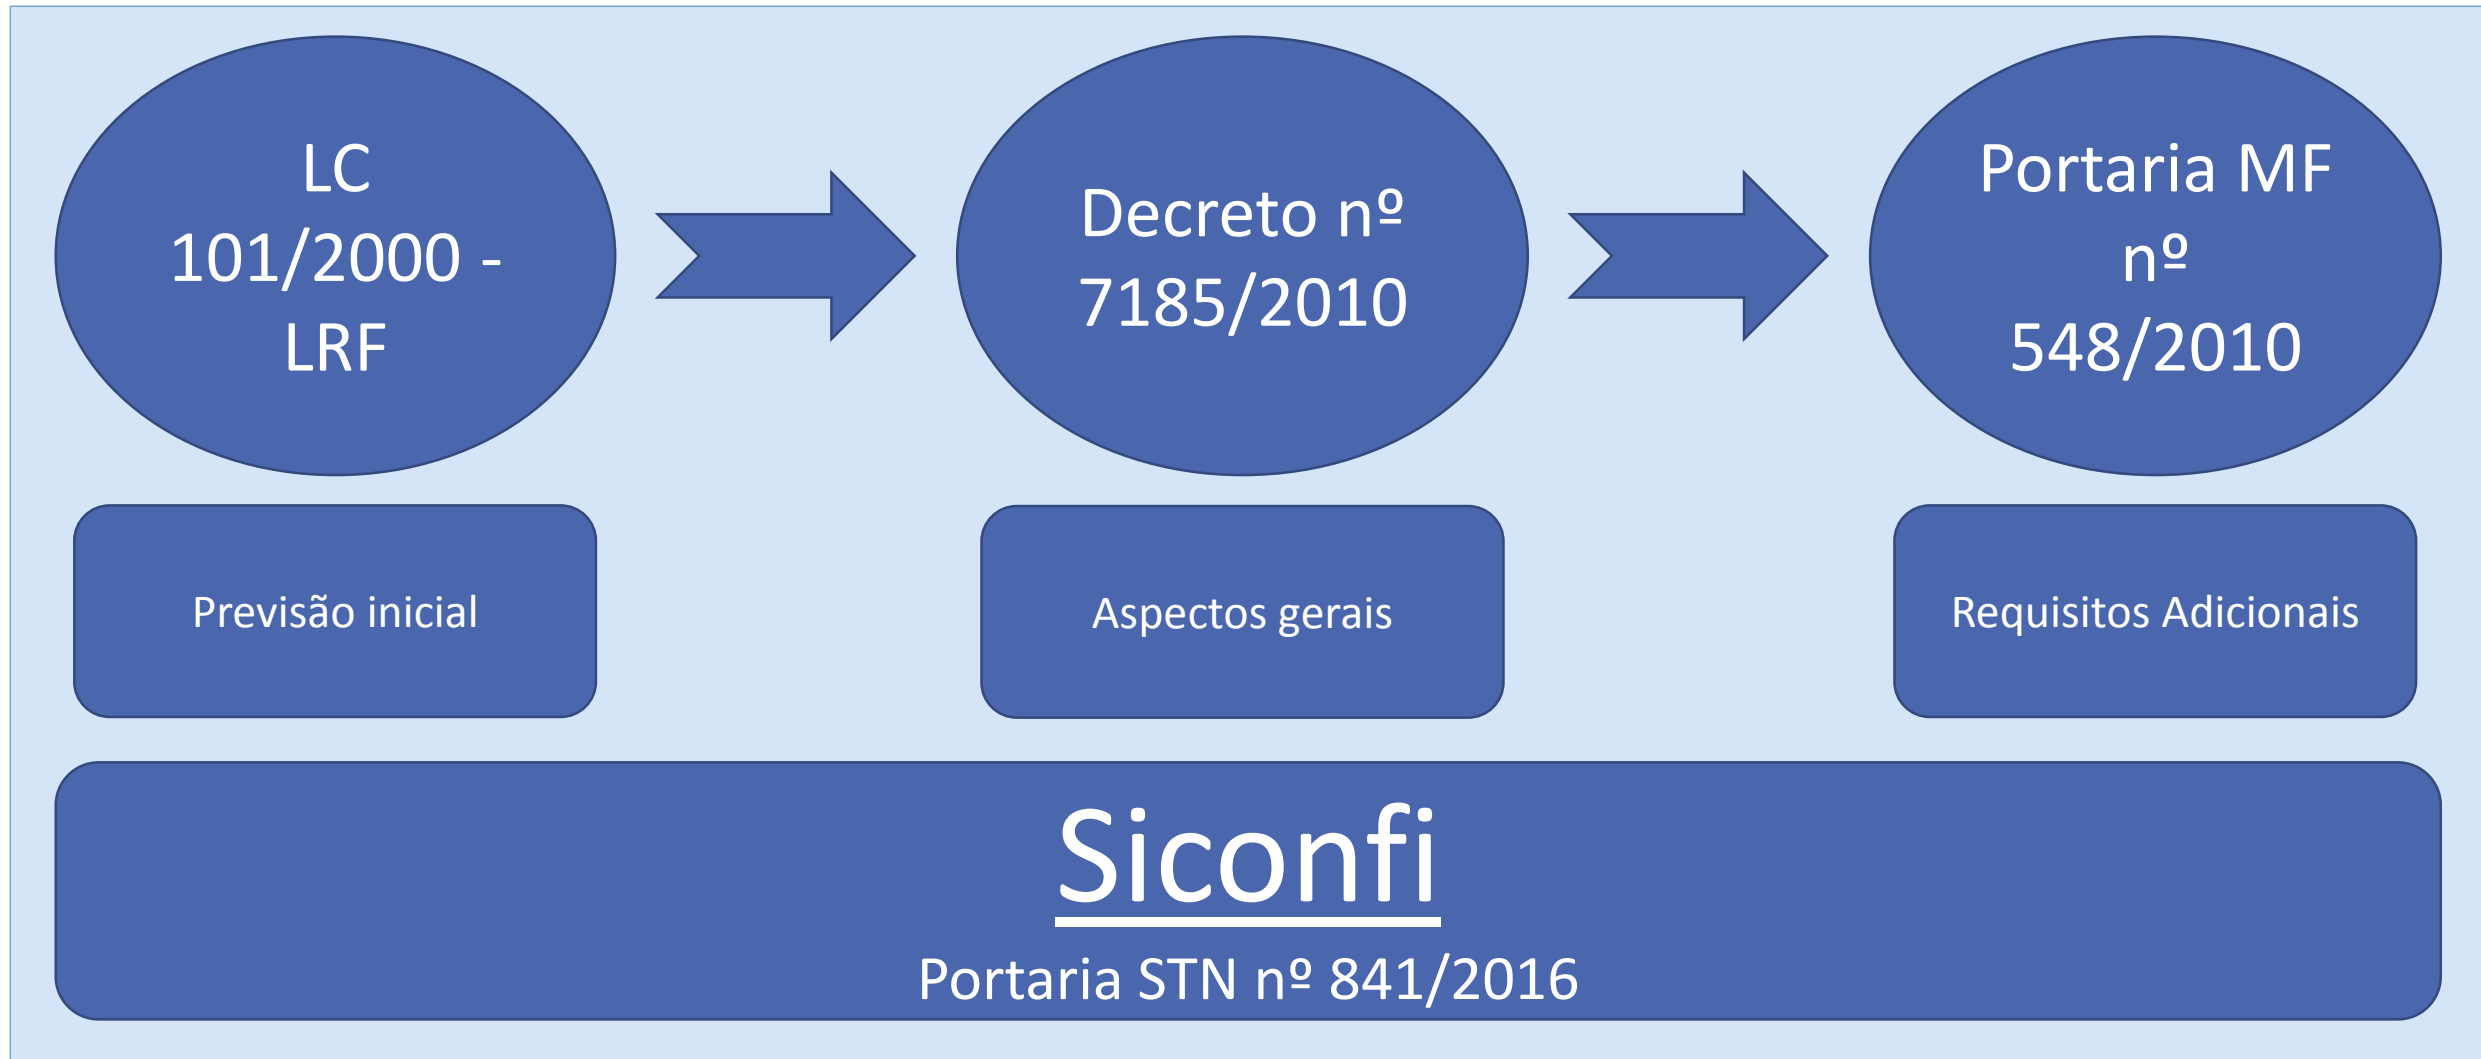 LC
101/2000 -
LRF
Decreto nº
7185/2010
Portaria MF
nº
548/2010
Previsão inicial
Aspectos gerais
Requisitos Adicionais
Siconfi
Portaria STN nº 841/2016